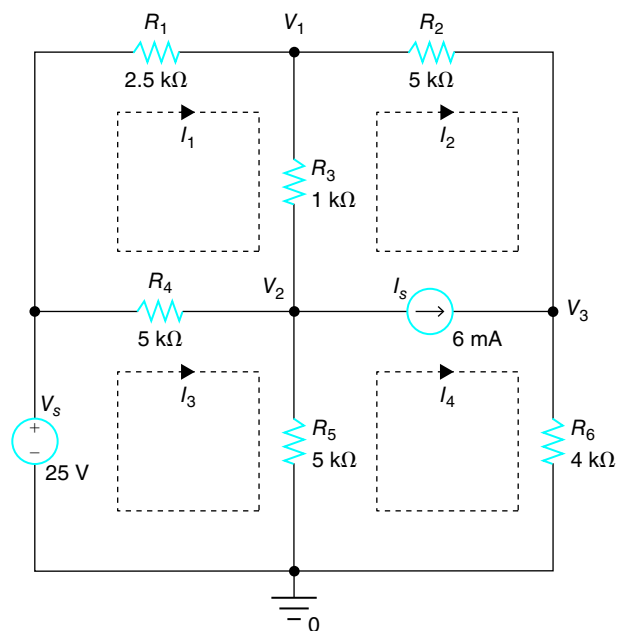 R1 V1 R2
2.5 kΩ 5 kΩ
I1 I2
R3
1 kΩ
R4 V2 Is V3
5 kΩ 6 mA
I3 I4
Vs
+
−
25 V
R5 R6
5 kΩ 4 kΩ
0